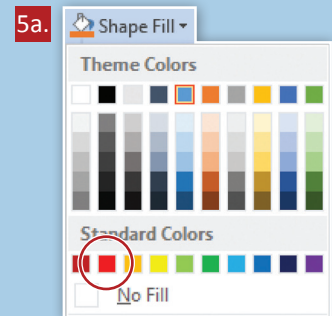 5a.
Shape Fill
Theme Colors
Standard Colors
No Fill